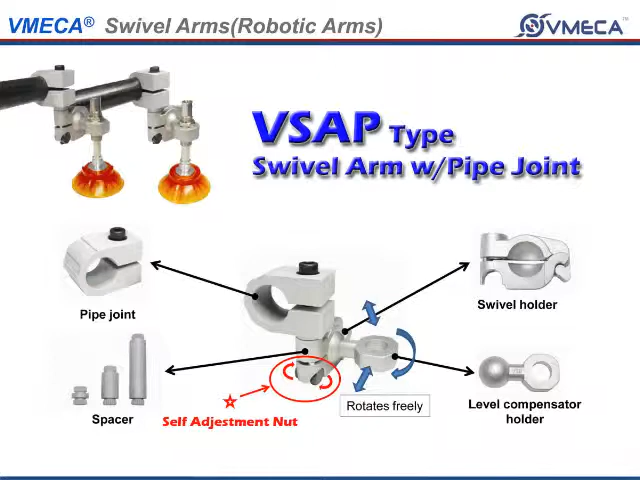 VMECA® Swivel Arms(Robotic Arms)
VMECA™
VSAP Type
Swivel Arm w/Pipe Joint
Pipe joint
Swivel holder
Spacer
Self Adjestment Nut
Rotates freely
Level compensator
holder